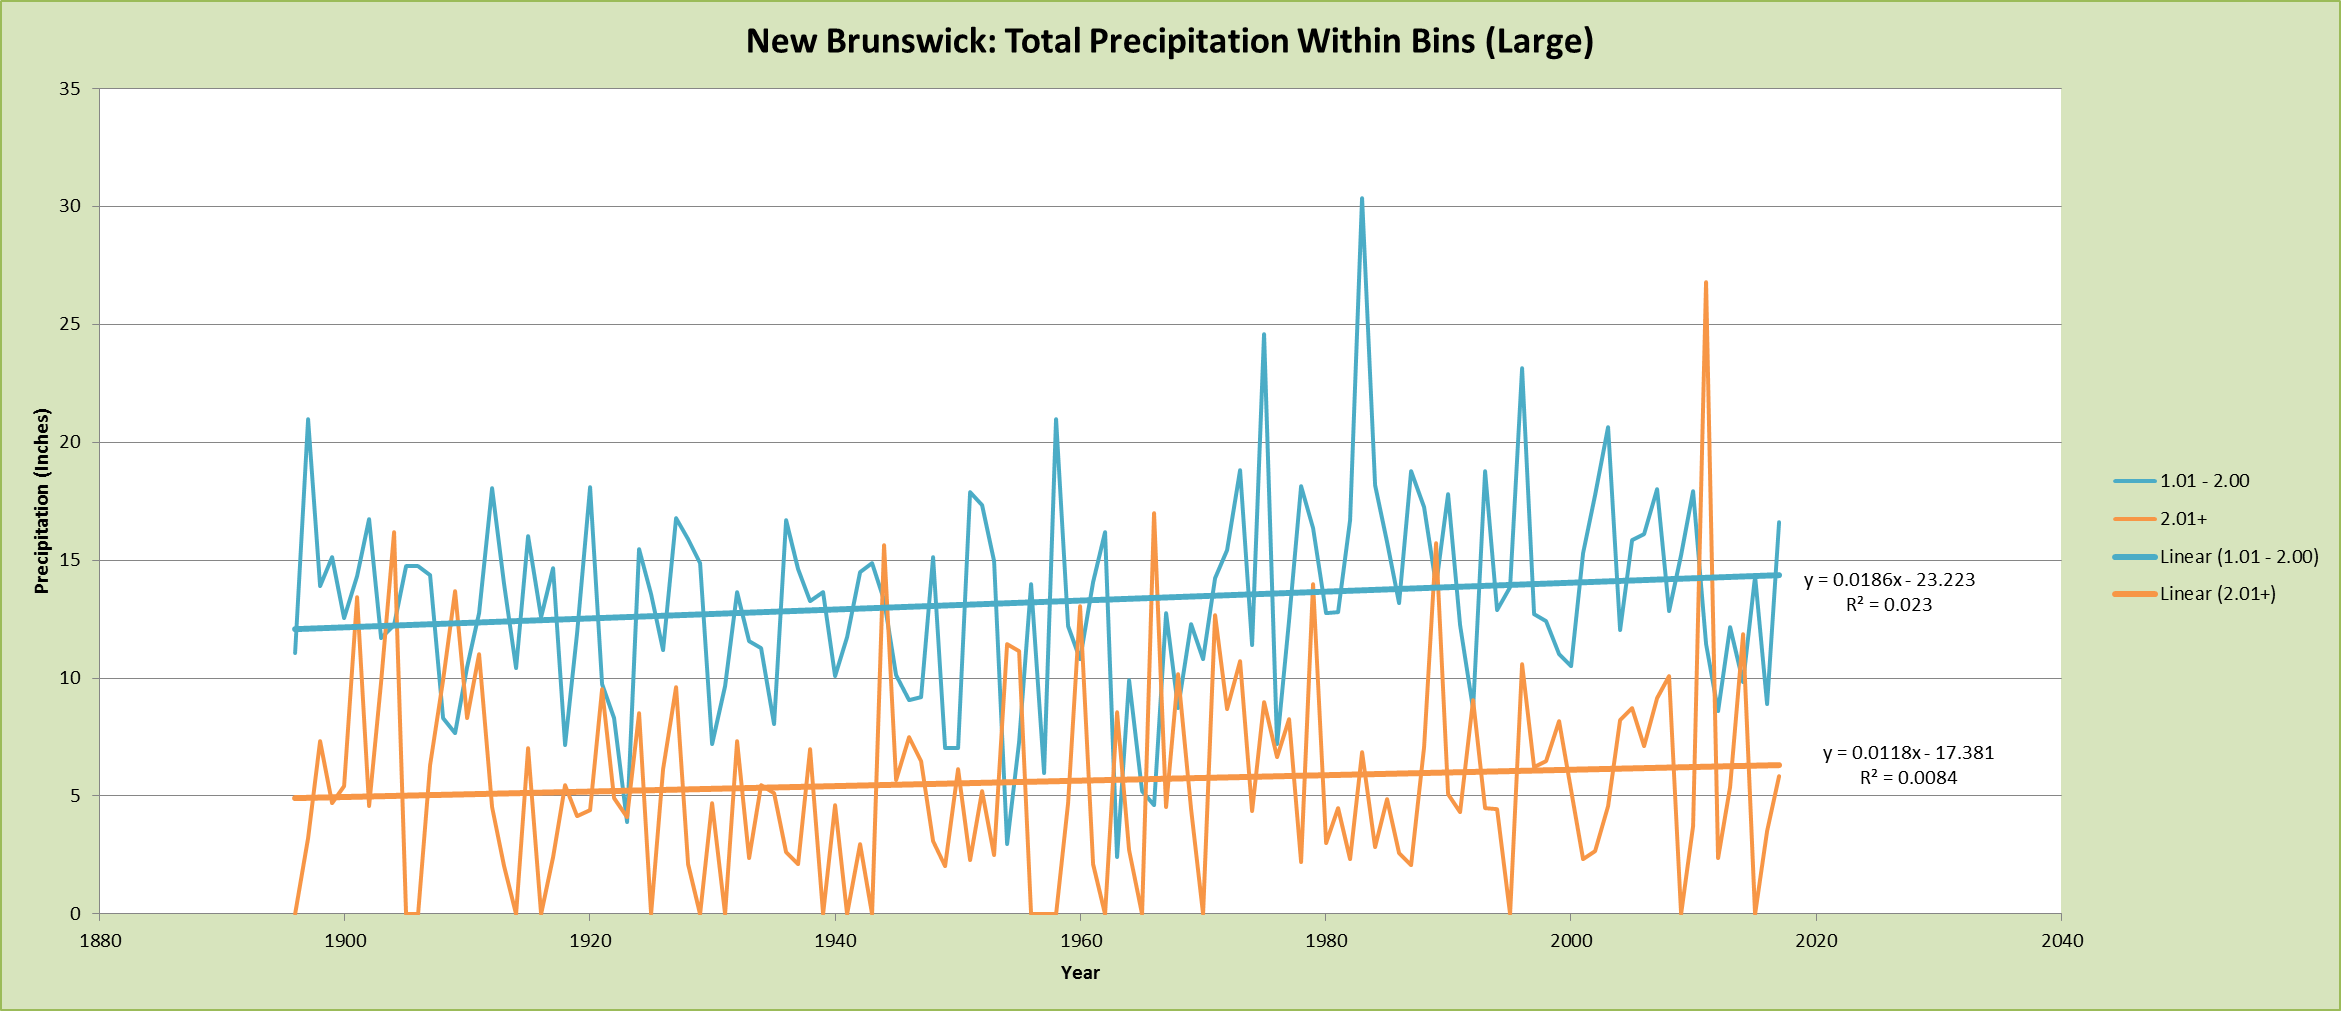 New Brunswick: Total Precipitation Within Bins (Large)
35
30
25
20
15
10
5
0
Precipitation (Inches)
1880 1900 1920 1940 1960 1980 2000 2020 2040
Year
y = 0.0186x - 23.223
R² = 0.023
y = 0.0118x - 17.381
R² = 0.0084
1.01 - 2.00
2.01+
Linear (1.01 - 2.00)
Linear (2.01+)